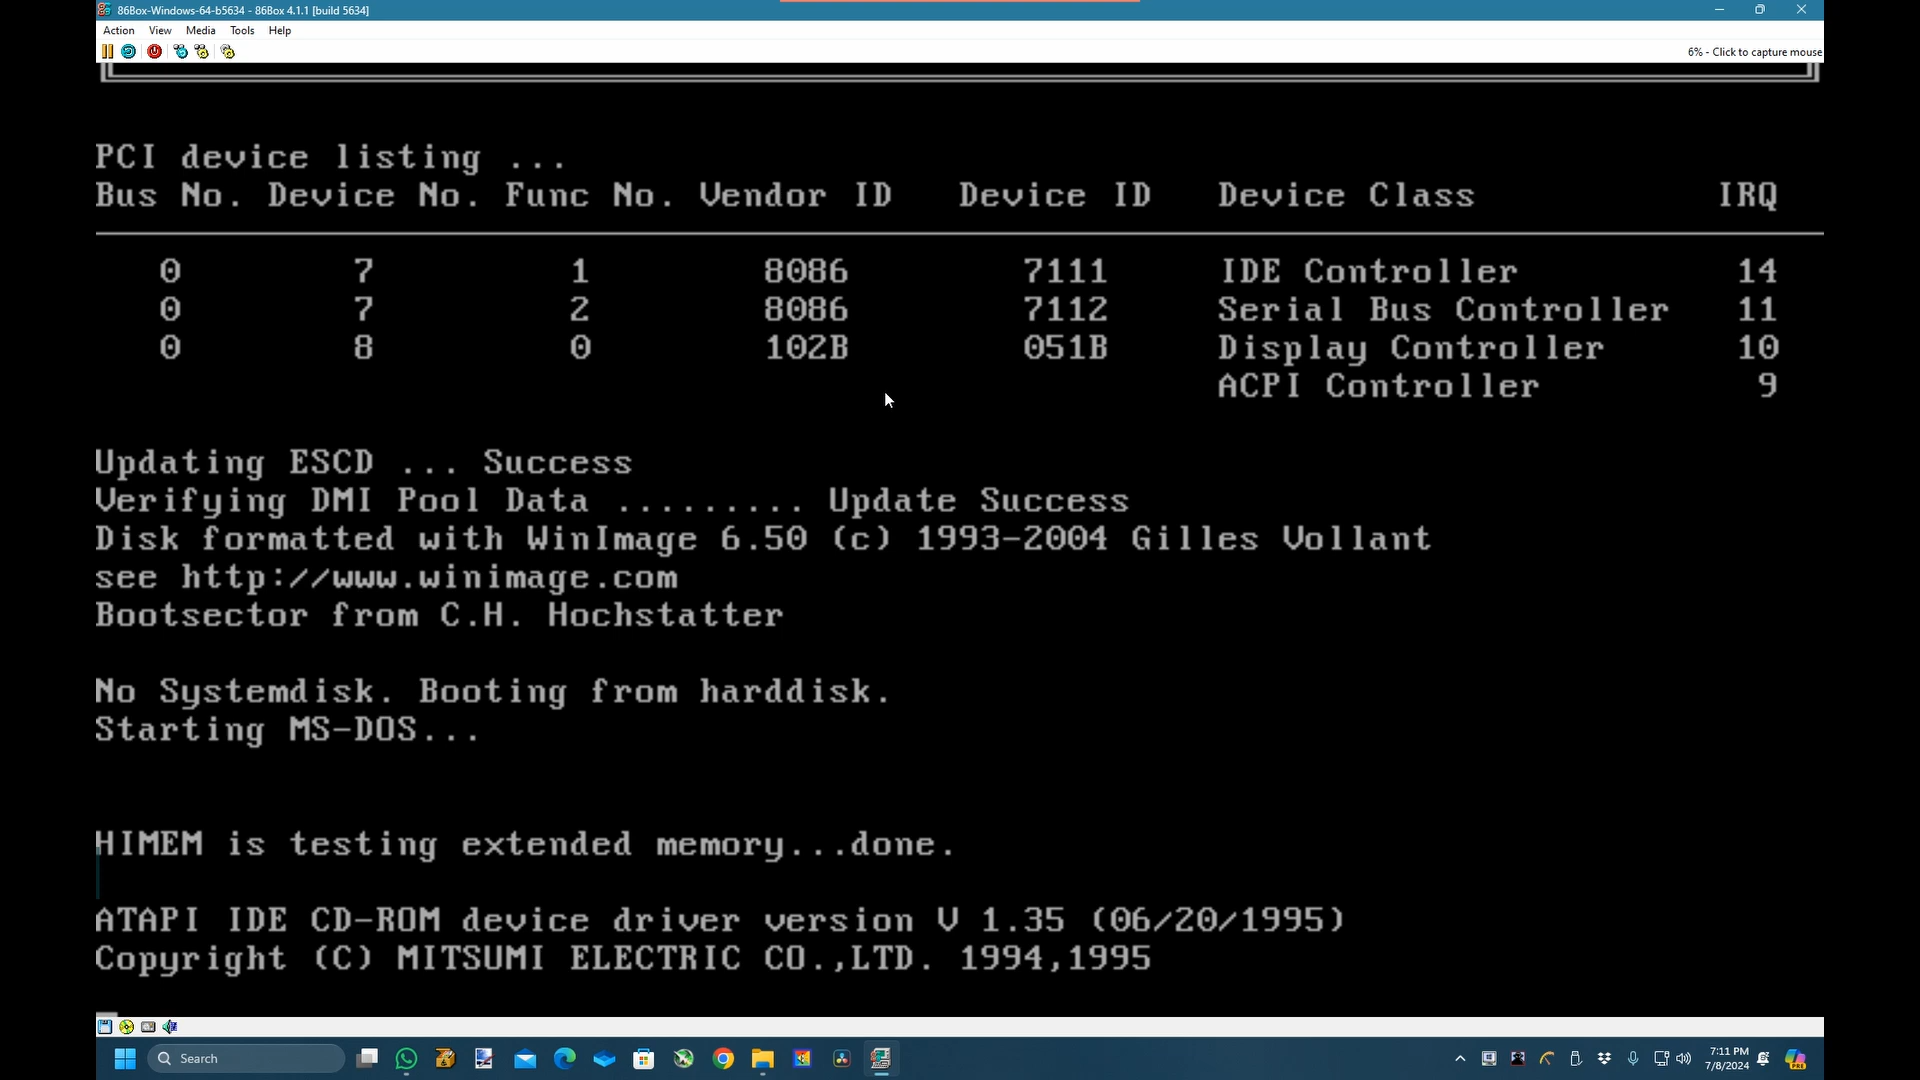 86Box-Windows-64-b5634 - 86Box 4.1.1 [build 5634]
Action View Media Tools Help
6% - Click to capture mouse
PCI device listing ...
Bus No. Device No. Func No. Vendor ID Device ID Device Class IRQ
0 7 1 8086 7111 IDE Controller 14
0 7 2 8086 7112 Serial Bus Controller 11
0 8 0 102B 051B Display Controller 10
ACPI Controller 9
Updating ESCD ... Success
Verifying DMI Pool Data ......... Update Success
Disk formatted with WinImage 6.50 (c) 1993-2004 Gilles Vollant
see http://www.winimage.com
Bootsector from C.H. Hochstatter
No Systemdisk. Booting from harddisk.
Starting MS-DOS...
HIMEM is testing extended memory...done.
ATAPI IDE CD-ROM device driver version V 1.35 (06/20/1995)
Copyright (C) MITSUMI ELECTRIC CO.,LTD. 1994,1995
Search
7:11 PM
7/8/2024
PRE